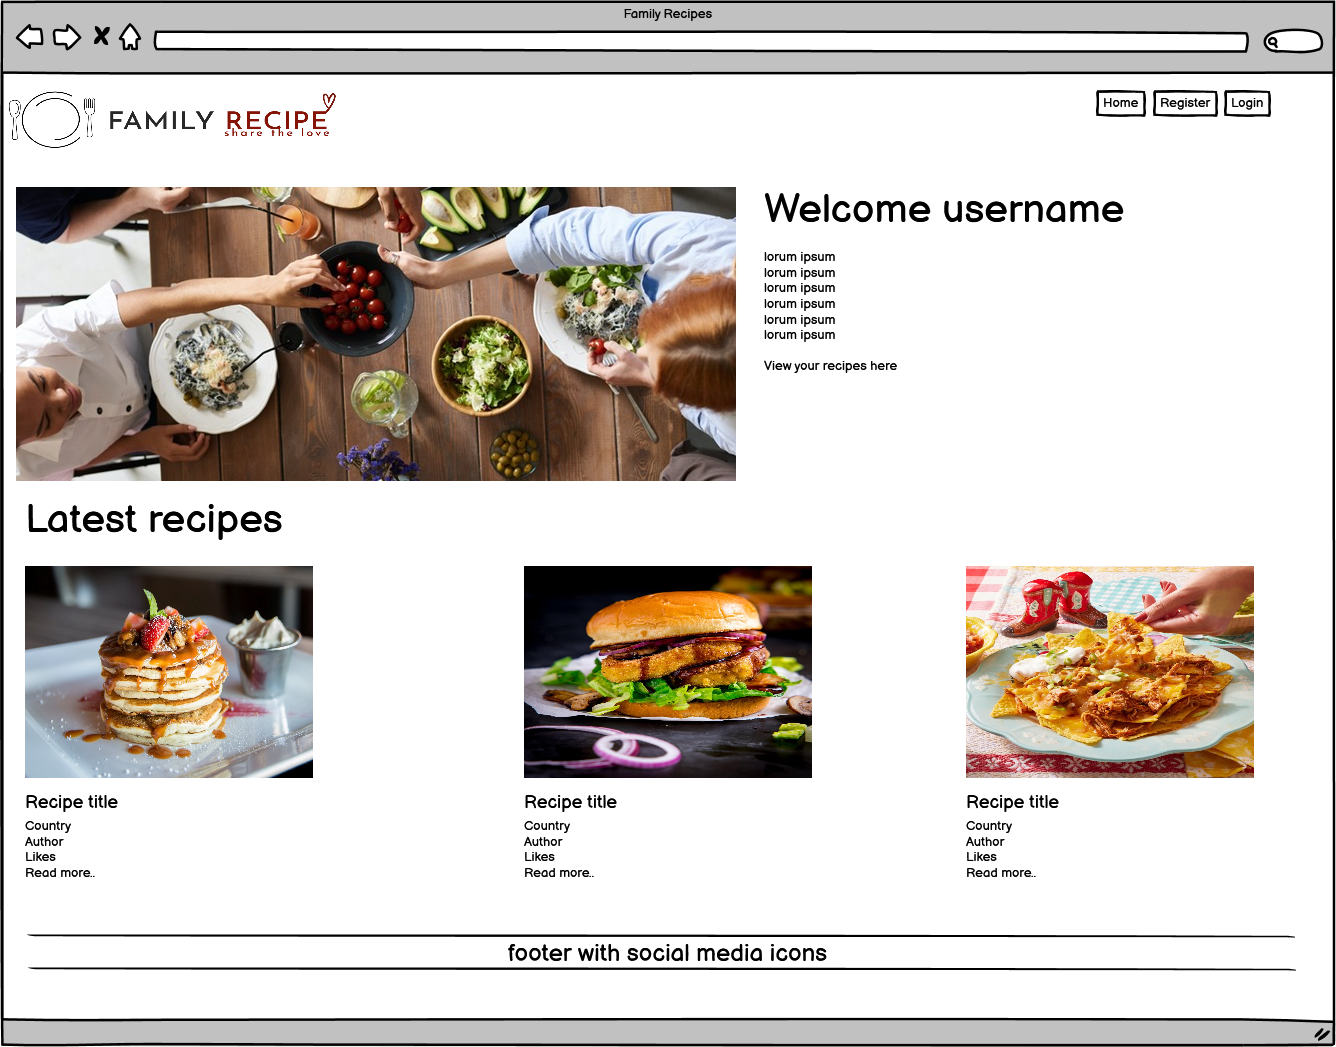 Family Recipes
FAMILY RECIPE
share the love
Home
Register
Login
Welcome username
lorum ipsum
lorum ipsum
lorum ipsum
lorum ipsum
lorum ipsum
lorum ipsum
View your recipes here
Latest recipes
Recipe title
Country
Author
Likes
Read more..
Recipe title
Country
Author
Likes
Read more..
Recipe title
Country
Author
Likes
Read more..
footer with social media icons